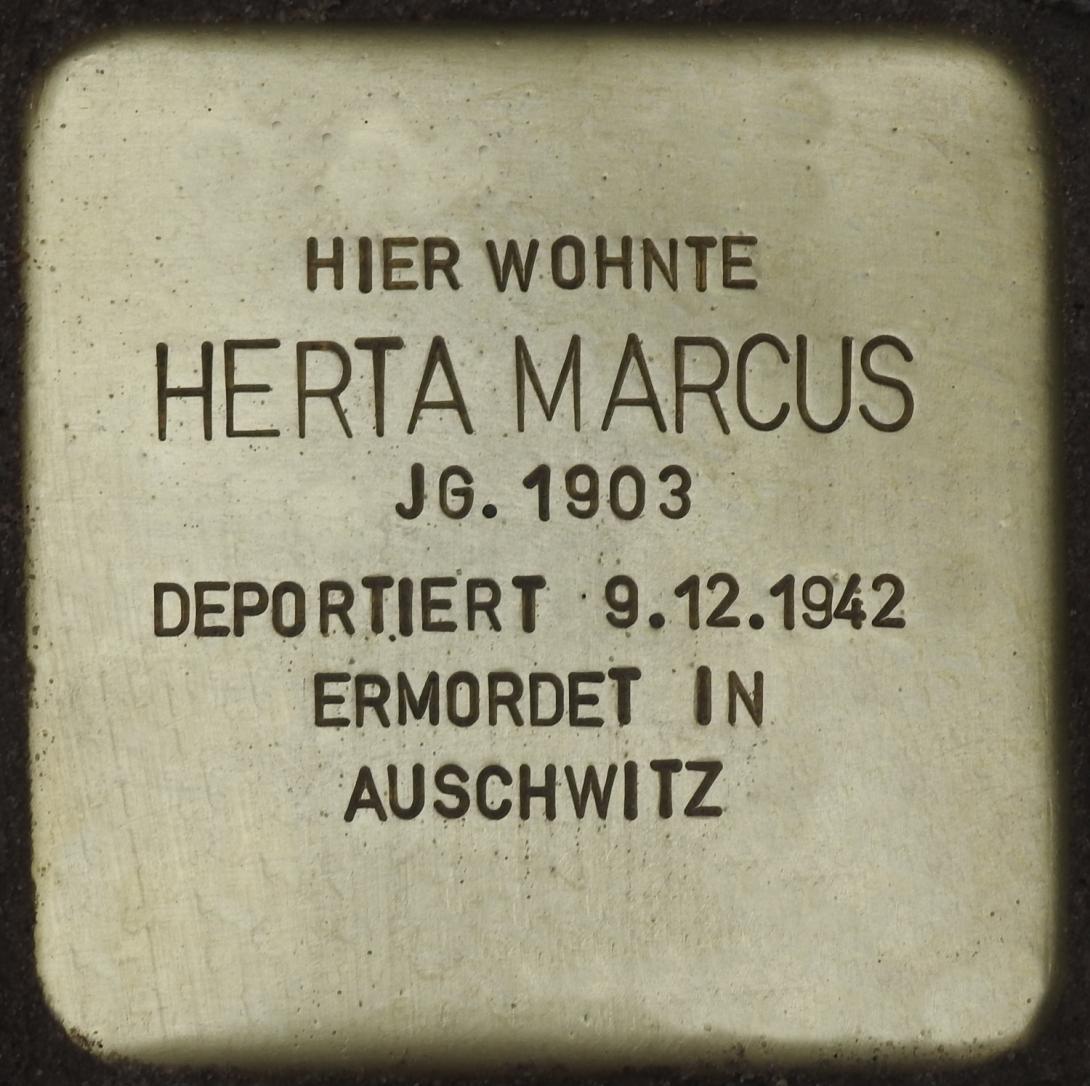 HIER WOHNTE
HERTA MARCUS
JG. 1903
DEPORTIERT 9.12.1942
ERMORDET IN
AUSCHWITZ